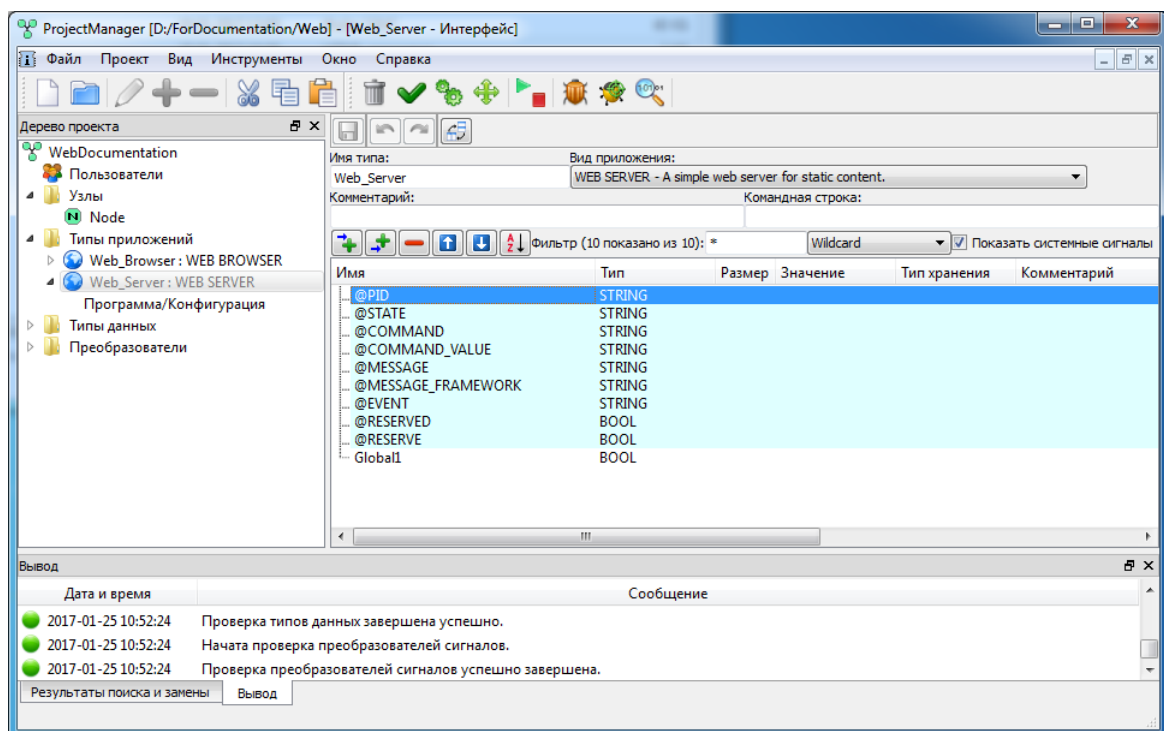 ProjectManager [D:/ForDocumentation/Web] - [Web_Server - Интерфейс]
Файл Проект Вид Инструменты Окно Справка
Дерево проекта
WebDocumentation
Пользователи
Узлы
N Node
Типы приложений
Web_Browser : WEB BROWSER
Web_Server : WEB SERVER
Программа/Конфигурация
Типы данных
Преобразователи
Имя типа: Вид приложения:
Web_Server WEB SERVER - A simple web server for static content.
Комментарий: Командная строка:
Фильтр (10 показано из 10): * Wildcard Показать системные сигналы
Имя Тип Размер Значение Тип хранения Комментарий
@PID STRING
@STATE STRING
@COMMAND STRING
@COMMAND_VALUE STRING
@MESSAGE STRING
@MESSAGE_FRAMEWORK STRING
@EVENT STRING
@RESERVED BOOL
@RESERVE BOOL
Global1 BOOL
Вывод
Дата и время Сообщение
2017-01-25 10:52:24 Проверка типов данных завершена успешно.
2017-01-25 10:52:24 Начата проверка преобразователей сигналов.
2017-01-25 10:52:24 Проверка преобразователей сигналов успешно завершена.
Результаты поиска и замены Вывод